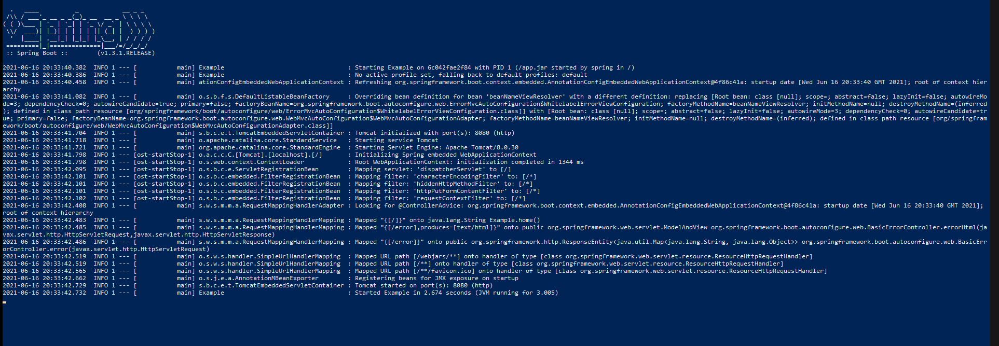 .   ____          _            __ _ _
 /\\ / ___'_ __ _ _(_)_ __  __ _ \ \ \ \
( ( )\___ | '_ | '_| | '_ \/ _` | \ \ \ \
 \\/  ___)| |_)| | | | | || (_| |  ) ) ) )
  '  |____| .__|_| |_|_| |_\__, | / / / /
 =========|_|==============|___/=/_/_/_/
 :: Spring Boot ::        (v1.3.1.RELEASE)
2021-06-16 20:33:40.382  INFO 1 --- [           main] Example                                  : Starting Example on 6c042fae2f84 with PID 1 (/app.jar started by spring in /)
2021-06-16 20:33:40.386  INFO 1 --- [           main] Example                                  : No active profile set, falling back to default profiles: default
2021-06-16 20:33:40.458  INFO 1 --- [           main] ationConfigEmbeddedWebApplicationContext : Refreshing org.springframework.boot.context.embedded.AnnotationConfigEmbeddedWebApplicationContext@4f86c41a: startup date [Wed Jun 16 20:33:40 GMT 2021]; root of context hier
archy
2021-06-16 20:33:41.082  INFO 1 --- [           main] o.s.b.f.s.DefaultListableBeanFactory     : Overriding bean definition for bean 'beanNameViewResolver' with a different definition: replacing [Root bean: class [null]; scope=; abstract=false; lazyInit=false; autowireMo
de=3; dependencyCheck=0; autowireCandidate=true; primary=false; factoryBeanName=org.springframework.boot.autoconfigure.web.ErrorMvcAutoConfiguration$WhitelabelErrorViewConfiguration; factoryMethodName=beanNameViewResolver; initMethodName=null; destroyMethodName=(inferred
); defined in class path resource [org/springframework/boot/autoconfigure/web/ErrorMvcAutoConfiguration$WhitelabelErrorViewConfiguration.class]] with [Root bean: class [null]; scope=; abstract=false; lazyInit=false; autowireMode=3; dependencyCheck=0; autowireCandidate=tr
ue; primary=false; factoryBeanName=org.springframework.boot.autoconfigure.web.WebMvcAutoConfiguration$WebMvcAutoConfigurationAdapter; factoryMethodName=beanNameViewResolver; initMethodName=null; destroyMethodName=(inferred); defined in class path resource [org/springfram
ework/boot/autoconfigure/web/WebMvcAutoConfiguration$WebMvcAutoConfigurationAdapter.class]]
2021-06-16 20:33:41.704  INFO 1 --- [           main] s.b.c.e.t.TomcatEmbeddedServletContainer : Tomcat initialized with port(s): 8080 (http)
2021-06-16 20:33:41.718  INFO 1 --- [           main] o.apache.catalina.core.StandardService   : Starting service Tomcat
2021-06-16 20:33:41.721  INFO 1 --- [           main] org.apache.catalina.core.StandardEngine  : Starting Servlet Engine: Apache Tomcat/8.0.30
2021-06-16 20:33:41.798  INFO 1 --- [ost-startStop-1] o.a.c.c.C.[Tomcat].[localhost].[/]       : Initializing Spring embedded WebApplicationContext
2021-06-16 20:33:41.798  INFO 1 --- [ost-startStop-1] o.s.web.context.ContextLoader            : Root WebApplicationContext: initialization completed in 1344 ms
2021-06-16 20:33:42.095  INFO 1 --- [ost-startStop-1] o.s.b.c.e.ServletRegistrationBean        : Mapping servlet: 'dispatcherServlet' to [/]
2021-06-16 20:33:42.101  INFO 1 --- [ost-startStop-1] o.s.b.c.embedded.FilterRegistrationBean  : Mapping filter: 'characterEncodingFilter' to: [/*]
2021-06-16 20:33:42.101  INFO 1 --- [ost-startStop-1] o.s.b.c.embedded.FilterRegistrationBean  : Mapping filter: 'hiddenHttpMethodFilter' to: [/*]
2021-06-16 20:33:42.101  INFO 1 --- [ost-startStop-1] o.s.b.c.embedded.FilterRegistrationBean  : Mapping filter: 'httpPutFormContentFilter' to: [/*]
2021-06-16 20:33:42.102  INFO 1 --- [ost-startStop-1] o.s.b.c.embedded.FilterRegistrationBean  : Mapping filter: 'requestContextFilter' to: [/*]
2021-06-16 20:33:42.408  INFO 1 --- [           main] s.w.s.m.m.a.RequestMappingHandlerAdapter : Looking for @ControllerAdvice: org.springframework.boot.context.embedded.AnnotationConfigEmbeddedWebApplicationContext@4f86c41a: startup date [Wed Jun 16 20:33:40 GMT 2021];
root of context hierarchy
2021-06-16 20:33:42.483  INFO 1 --- [           main] s.w.s.m.m.a.RequestMappingHandlerMapping : Mapped "{[/]}" onto java.lang.String Example.home()
2021-06-16 20:33:42.485  INFO 1 --- [           main] s.w.s.m.m.a.RequestMappingHandlerMapping : Mapped "{[/error],produces=[text/html]}" onto public org.springframework.web.servlet.ModelAndView org.springframework.boot.autoconfigure.web.BasicErrorController.errorHtml(ja
vax.servlet.http.HttpServletRequest,javax.servlet.http.HttpServletResponse)
2021-06-16 20:33:42.486  INFO 1 --- [           main] s.w.s.m.m.a.RequestMappingHandlerMapping : Mapped "{[/error]}" onto public org.springframework.http.ResponseEntity<java.util.Map<java.lang.String, java.lang.Object>> org.springframework.boot.autoconfigure.web.BasicErr
orController.error(javax.servlet.http.HttpServletRequest)
2021-06-16 20:33:42.519  INFO 1 --- [           main] o.s.w.s.handler.SimpleUrlHandlerMapping  : Mapped URL path [/webjars/**] onto handler of type [class org.springframework.web.servlet.resource.ResourceHttpRequestHandler]
2021-06-16 20:33:42.519  INFO 1 --- [           main] o.s.w.s.handler.SimpleUrlHandlerMapping  : Mapped URL path [/**] onto handler of type [class org.springframework.web.servlet.resource.ResourceHttpRequestHandler]
2021-06-16 20:33:42.565  INFO 1 --- [           main] o.s.w.s.handler.SimpleUrlHandlerMapping  : Mapped URL path [/**/favicon.ico] onto handler of type [class org.springframework.web.servlet.resource.ResourceHttpRequestHandler]
2021-06-16 20:33:42.662  INFO 1 --- [           main] o.s.j.e.a.AnnotationMBeanExporter        : Registering beans for JMX exposure on startup
2021-06-16 20:33:42.729  INFO 1 --- [           main] s.b.c.e.t.TomcatEmbeddedServletContainer : Tomcat started on port(s): 8080 (http)
2021-06-16 20:33:42.732  INFO 1 --- [           main] Example                                  : Started Example in 2.674 seconds (JVM running for 3.005)